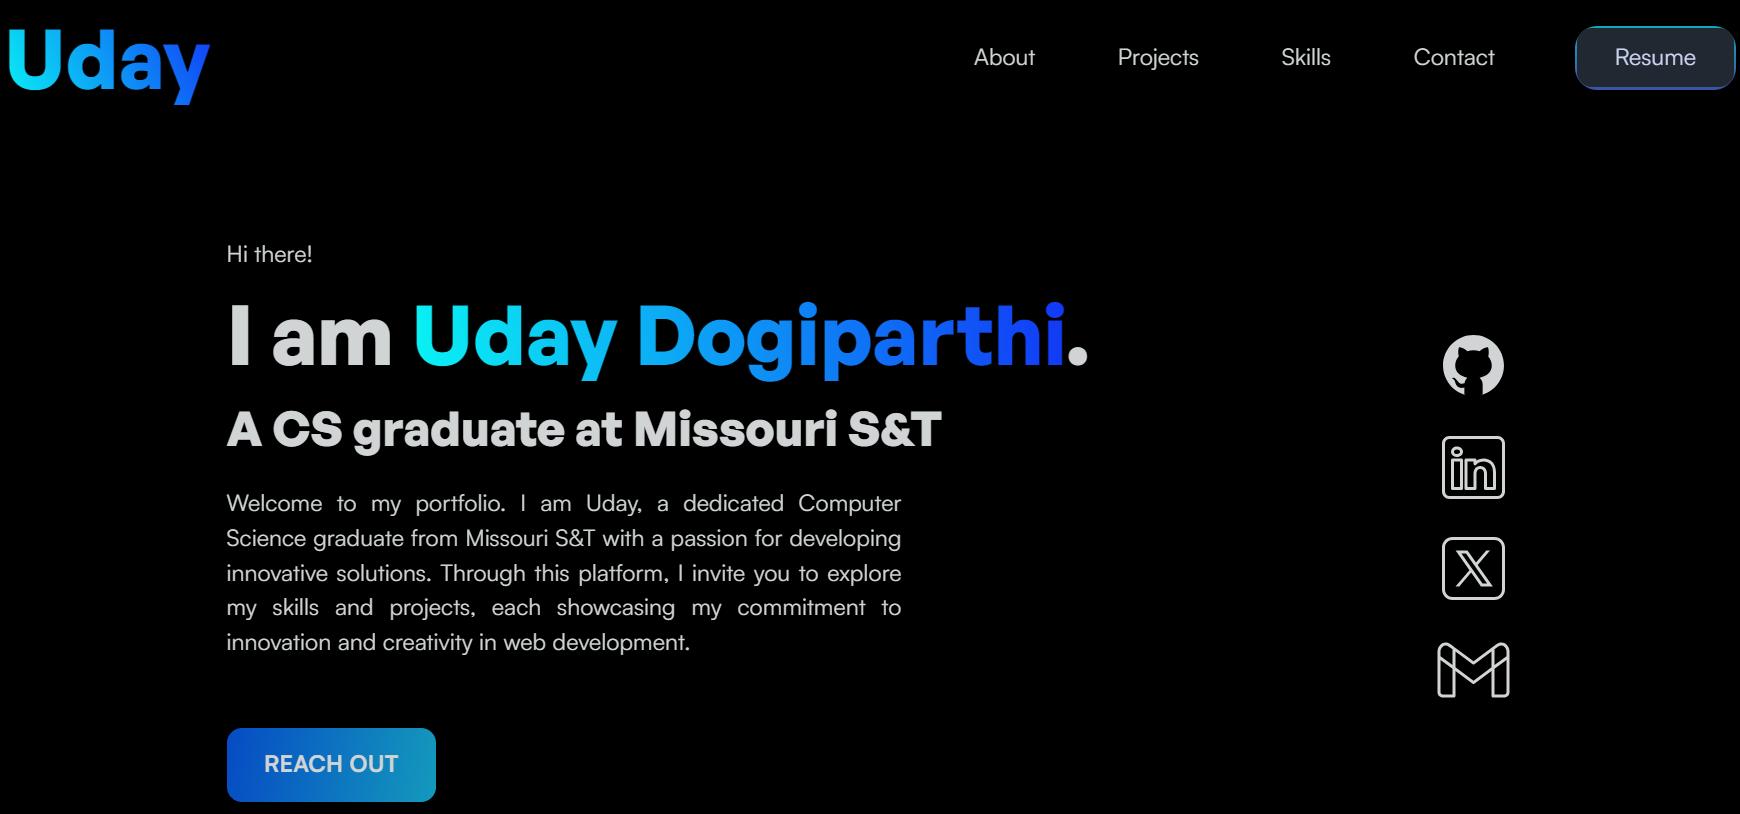 Uday
About Projects Skills Contact Resume
Hi there!
I am Uday Dogiparthi.
A CS graduate at Missouri S&T
Welcome to my portfolio. I am Uday, a dedicated Computer
Science graduate from Missouri S&T with a passion for developing
innovative solutions. Through this platform, I invite you to explore
my skills and projects, each showcasing my commitment to
innovation and creativity in web development.
REACH OUT
in
X
M